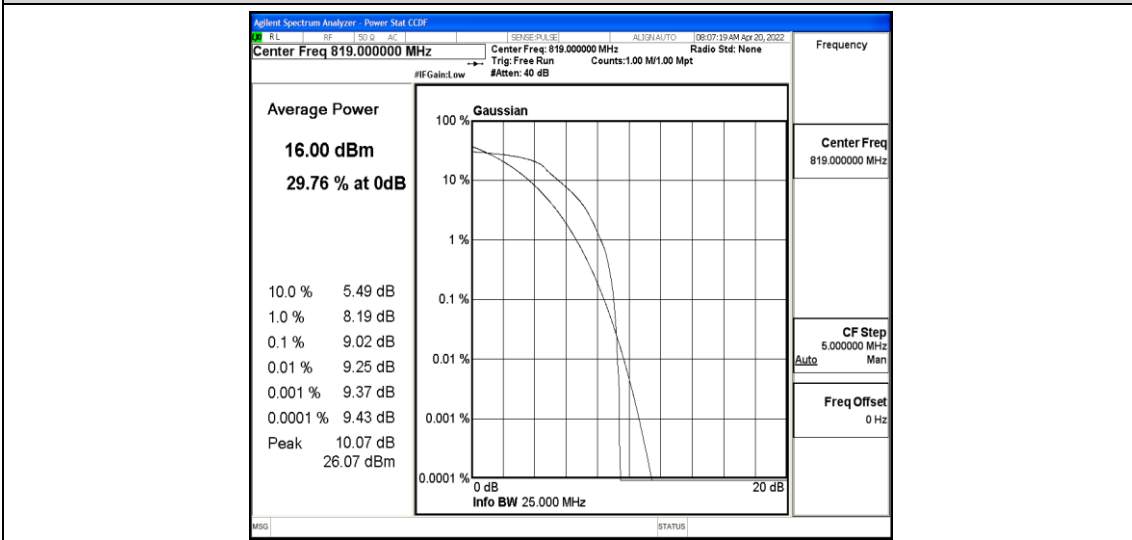 Agilent Spectrum Analyzer - Power Stat CCDF
LXI RL RF 50 Ω AC SENSE:PULSE ALIGN AUTO 08:07:19 AM Apr 20, 2022
Center Freq 819.000000 MHz
Center Freq: 819.000000 MHz Radio Std: None
Trig: Free Run Counts:1.00 M/1.00 Mpt
#IFGain:Low #Atten: 40 dB
Frequency
Average Power
16.00 dBm
29.76 % at 0dB
10.0 % 5.49 dB
1.0 % 8.19 dB
0.1 % 9.02 dB
0.01 % 9.25 dB
0.001 % 9.37 dB
0.0001 % 9.43 dB
Peak 10.07 dB
26.07 dBm
Gaussian
100 %
10 %
1 %
0.1 %
0.01 %
0.001 %
0.0001 %
0 dB 20 dB
Info BW 25.000 MHz
Center Freq
819.000000 MHz
CF Step
5.000000 MHz
Auto Man
Freq Offset
0 Hz
MSG STATUS